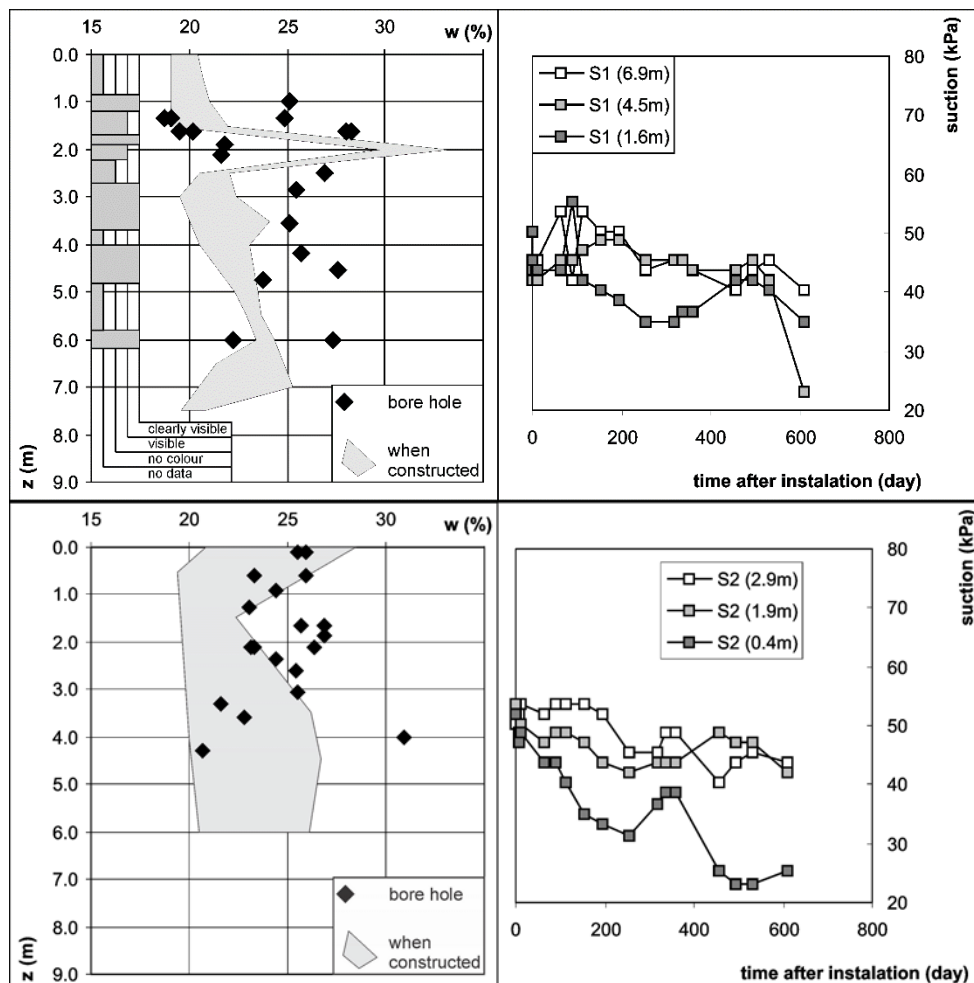 15 20 25 30 w (%)
0.0
1.0
2.0
3.0
4.0
5.0
6.0
7.0
8.0
9.0
z (m)
clearly visible
visible
no colour
no data
bore hole
when
constructed
S1 (6.9m)
S1 (4.5m)
S1 (1.6m)
80
70
60
50
40
30
20
suction (kPa)
0 200 400 600 800
time after instalation (day)
15 20 25 30 w (%)
0.0
1.0
2.0
3.0
4.0
5.0
6.0
7.0
8.0
9.0
z (m)
bore hole
when
constructed
S2 (2.9m)
S2 (1.9m)
S2 (0.4m)
80
70
60
50
40
30
20
suction (kPa)
0 200 400 600 800
time after instalation (day)